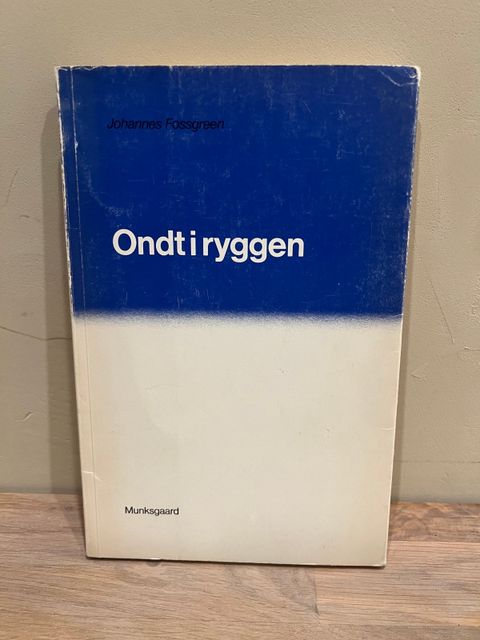 Johannes Fossgreen
Ondt i ryggen
Munksgaard